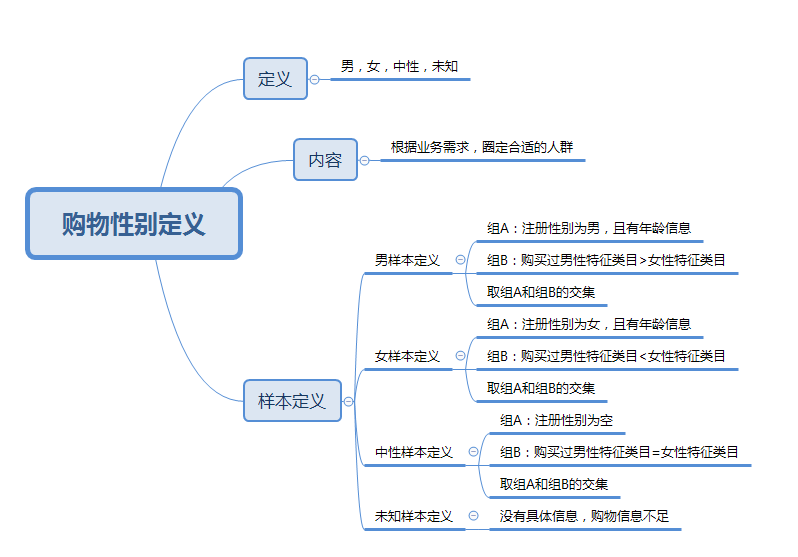 购物性别定义
定义
男，女，中性，未知
内容
根据业务需求，圈定合适的人群
样本定义
男样本定义
组A：注册性别为男，且有年龄信息
组B：购买过男性特征类目>女性特征类目
取组A和组B的交集
女样本定义
组A：注册性别为女，且有年龄信息
组B：购买过男性特征类目<女性特征类目
取组A和组B的交集
中性样本定义
组A：注册性别为空
组B：购买过男性特征类目=女性特征类目
取组A和组B的交集
未知样本定义
没有具体信息，购物信息不足